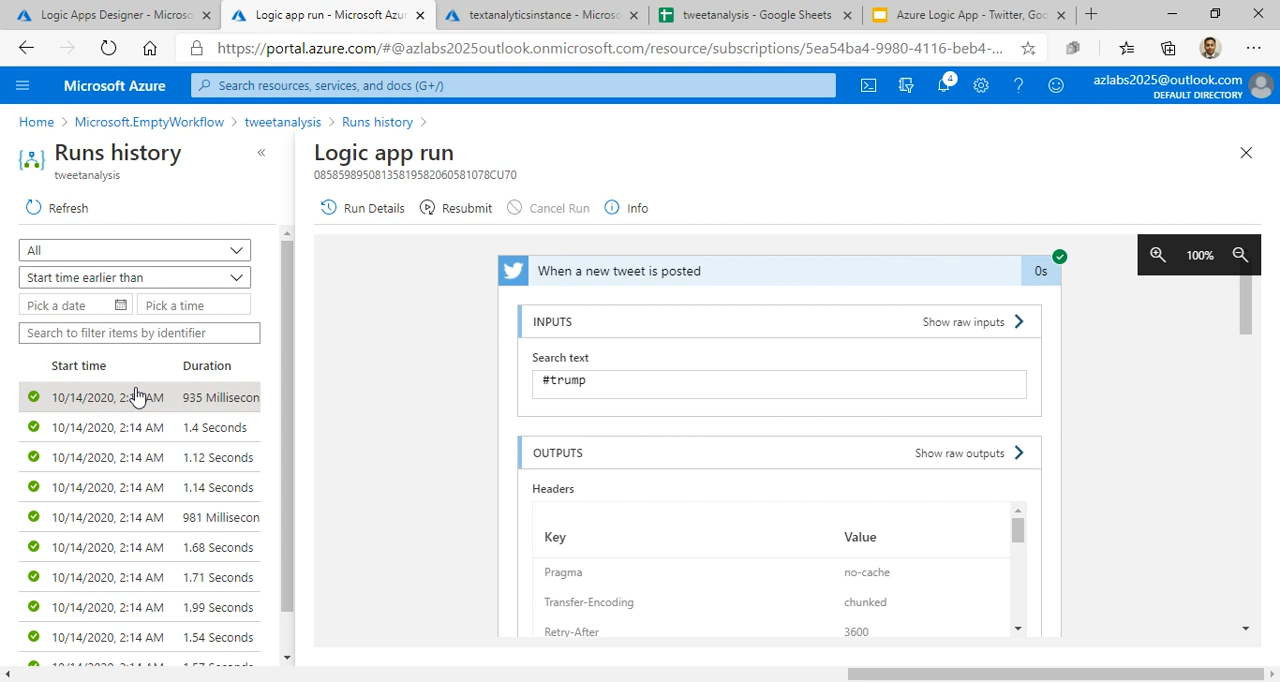 Logic Apps Designer - Microso
Logic app run - Microsoft Azur
textanalyticsinstance - Microso
tweetanalysis - Google Sheets
Azure Logic App - Twitter, Goo
https://portal.azure.com/#@azlabs2025outlook.onmicrosoft.com/resource/subscriptions/5ea54ba4-9980-4116-beb4-...
Microsoft Azure
Search resources, services, and docs (G+/)
4
azlabs2025@outlook.com
DEFAULT DIRECTORY
Home > Microsoft.EmptyWorkflow > tweetanalysis > Runs history >
Runs history
tweetanalysis
Refresh
All
Start time earlier than
Pick a date
Pick a time
Search to filter items by identifier
Start time Duration
10/14/2020, 2:14 AM 935 Millisecon
10/14/2020, 2:14 AM 1.4 Seconds
10/14/2020, 2:14 AM 1.12 Seconds
10/14/2020, 2:14 AM 1.14 Seconds
10/14/2020, 2:14 AM 981 Millisecon
10/14/2020, 2:14 AM 1.68 Seconds
10/14/2020, 2:14 AM 1.71 Seconds
10/14/2020, 2:14 AM 1.99 Seconds
10/14/2020, 2:14 AM 1.54 Seconds
Logic app run
08585989508135819582060581078CU70
Run Details Resubmit Cancel Run Info
100%
When a new tweet is posted
0s
INPUTS
Show raw inputs
Search text
#trump
OUTPUTS
Show raw outputs
Headers
Key Value
Pragma no-cache
Transfer-Encoding chunked
Retry-After 3600